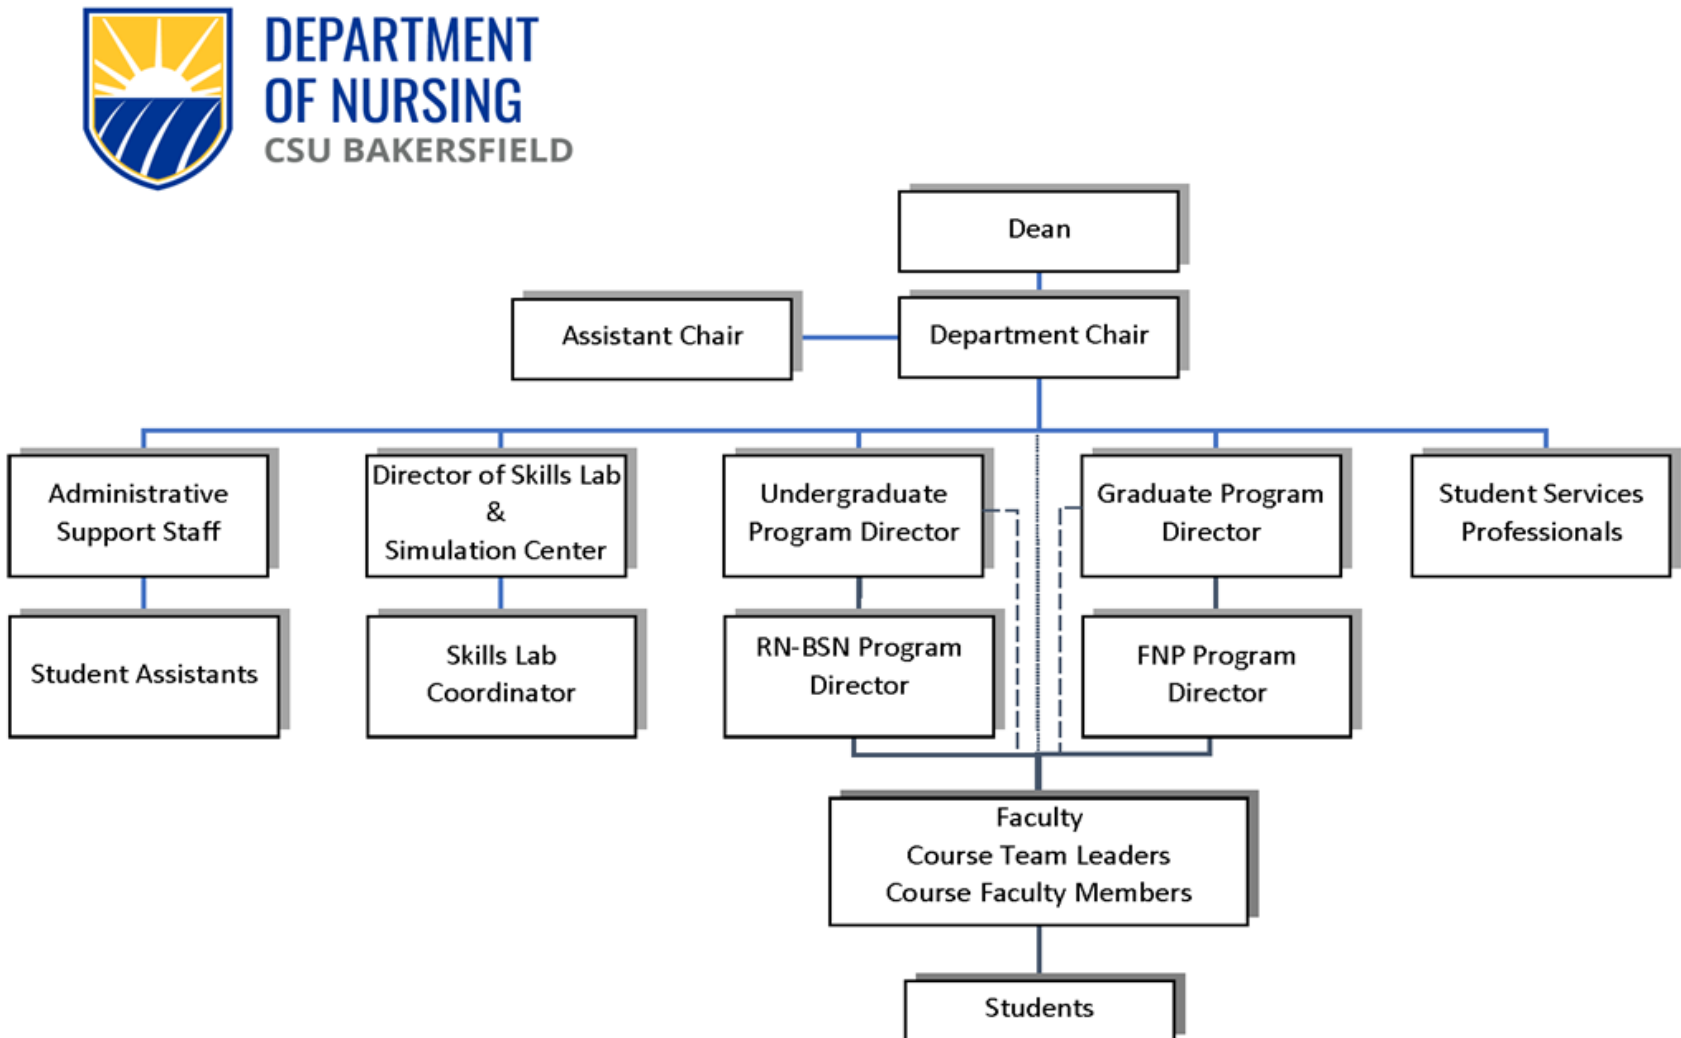 DEPARTMENT
OF NURSING
CSU BAKERSFIELD
Dean
Assistant Chair
Department Chair
Administrative
Support Staff
Director of Skills Lab
&
Simulation Center
Undergraduate
Program Director
Graduate Program
Director
Student Services
Professionals
Student Assistants
Skills Lab
Coordinator
RN-BSN Program
Director
FNP Program
Director
Faculty
Course Team Leaders
Course Faculty Members
Students